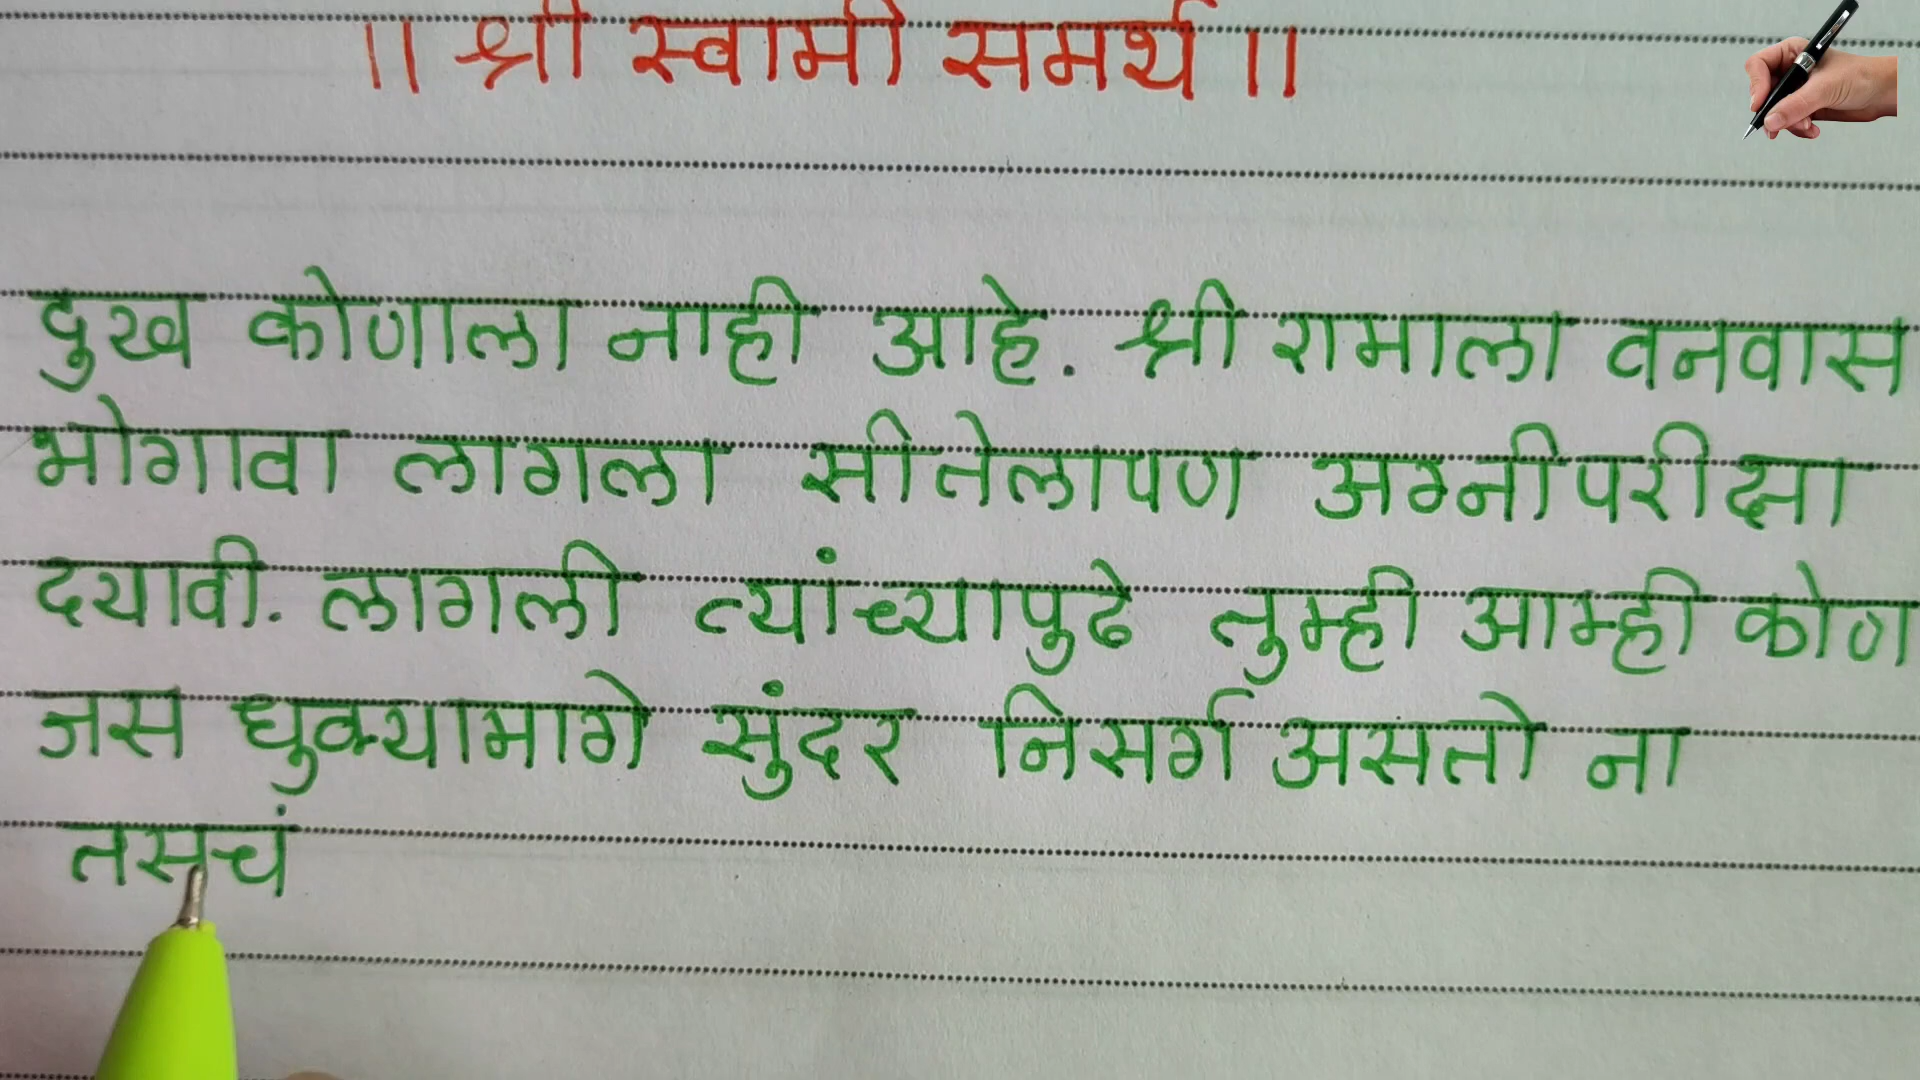 ।। श्री स्वामी समर्थ ।।
दुख कोणाला नाही आहे. श्री रामाला वनवास
भोगावा लागला सीतेलापण अग्नीपरीक्षा
दयावी. लागली त्यांच्यापुढे तुम्ही आम्ही कोण
जस धुक्यामागे सुंदर निसर्ग असतो ना
तसचं